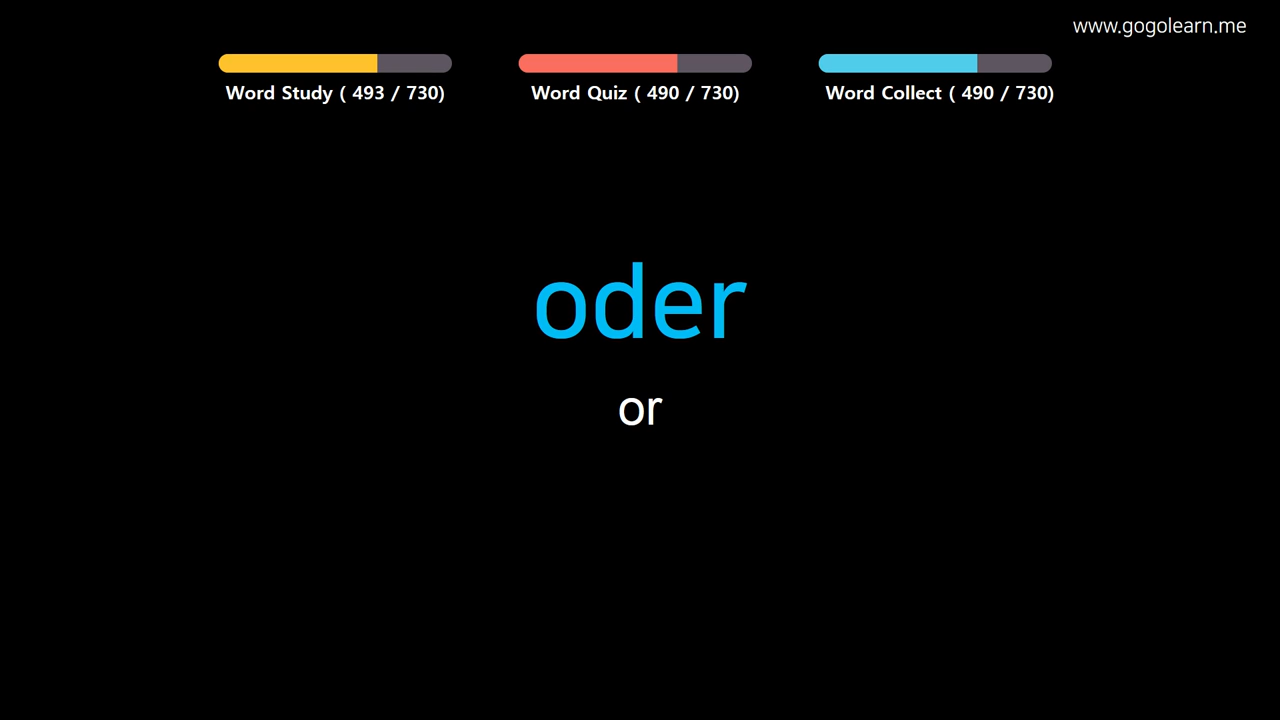 www.gogolearn.me
Word Study ( 493 / 730)
Word Quiz ( 490 / 730)
Word Collect ( 490 / 730)
oder
or